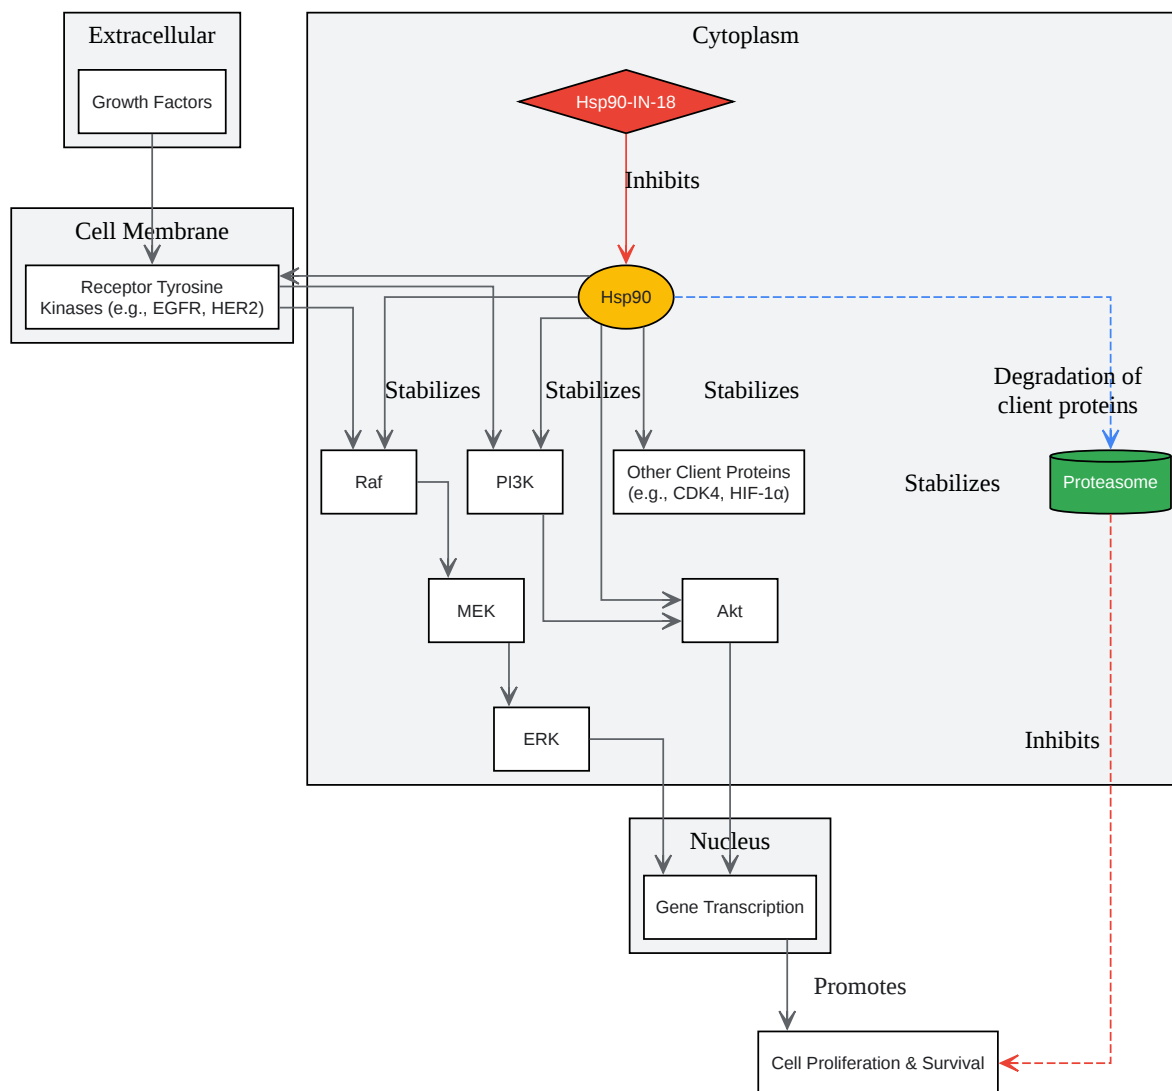 Extracellular
Cytoplasm
Growth Factors
Hsp90-IN-18
Inhibits
Cell Membrane
Receptor Tyrosine
Kinases (e.g., EGFR, HER2)
Hsp90
Stabilizes
Stabilizes
Stabilizes
Degradation of
client proteins
Raf
PI3K
Other Client Proteins
(e.g., CDK4, HIF-1α)
Stabilizes
Proteasome
MEK
Akt
ERK
Inhibits
Nucleus
Gene Transcription
Promotes
Cell Proliferation & Survival